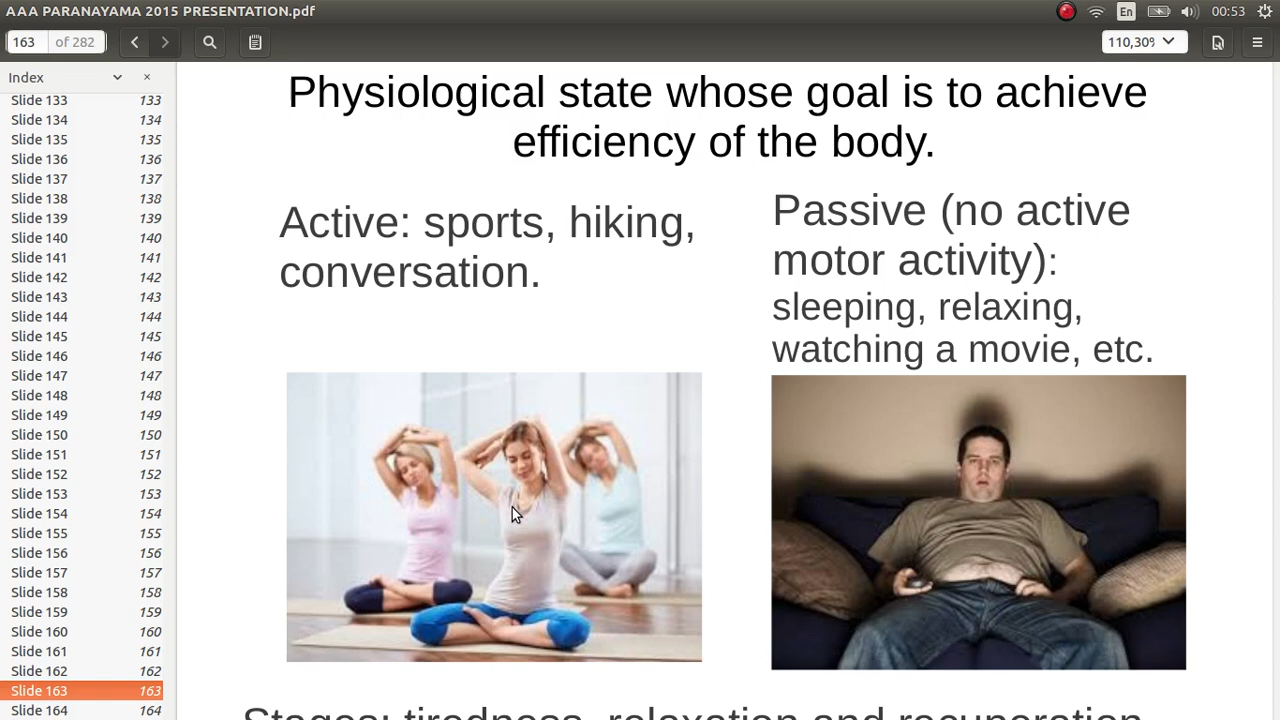 AAA PARANAYAMA 2015 PRESENTATION.pdf
En
00:53
163 of 282
110,30%
Index
Slide 133 133
Slide 134 134
Slide 135 135
Slide 136 136
Slide 137 137
Slide 138 138
Slide 139 139
Slide 140 140
Slide 141 141
Slide 142 142
Slide 143 143
Slide 144 144
Slide 145 145
Slide 146 146
Slide 147 147
Slide 148 148
Slide 149 149
Slide 150 150
Slide 151 151
Slide 152 152
Slide 153 153
Slide 154 154
Slide 155 155
Slide 156 156
Slide 157 157
Slide 158 158
Slide 159 159
Slide 160 160
Slide 161 161
Slide 162 162
Slide 163 163
Slide 164 164
Physiological state whose goal is to achieve
efficiency of the body.
Active: sports, hiking,
conversation.
Passive (no active
motor activity):
sleeping, relaxing,
watching a movie, etc.
Stages: tiredness, relaxation and recuperation